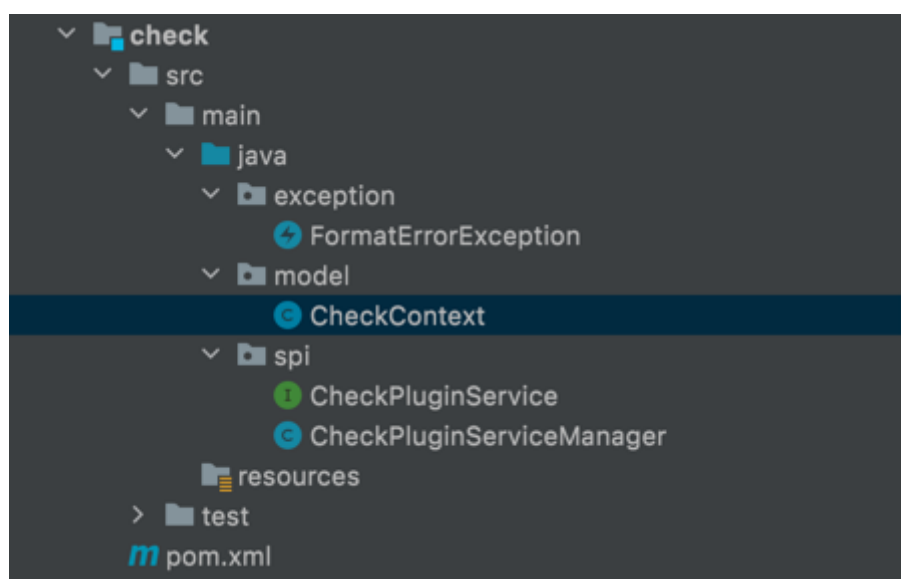 check
src
main
java
exception
FormatErrorException
model
CheckContext
spi
CheckPluginService
CheckPluginServiceManager
resources
test
pom.xml